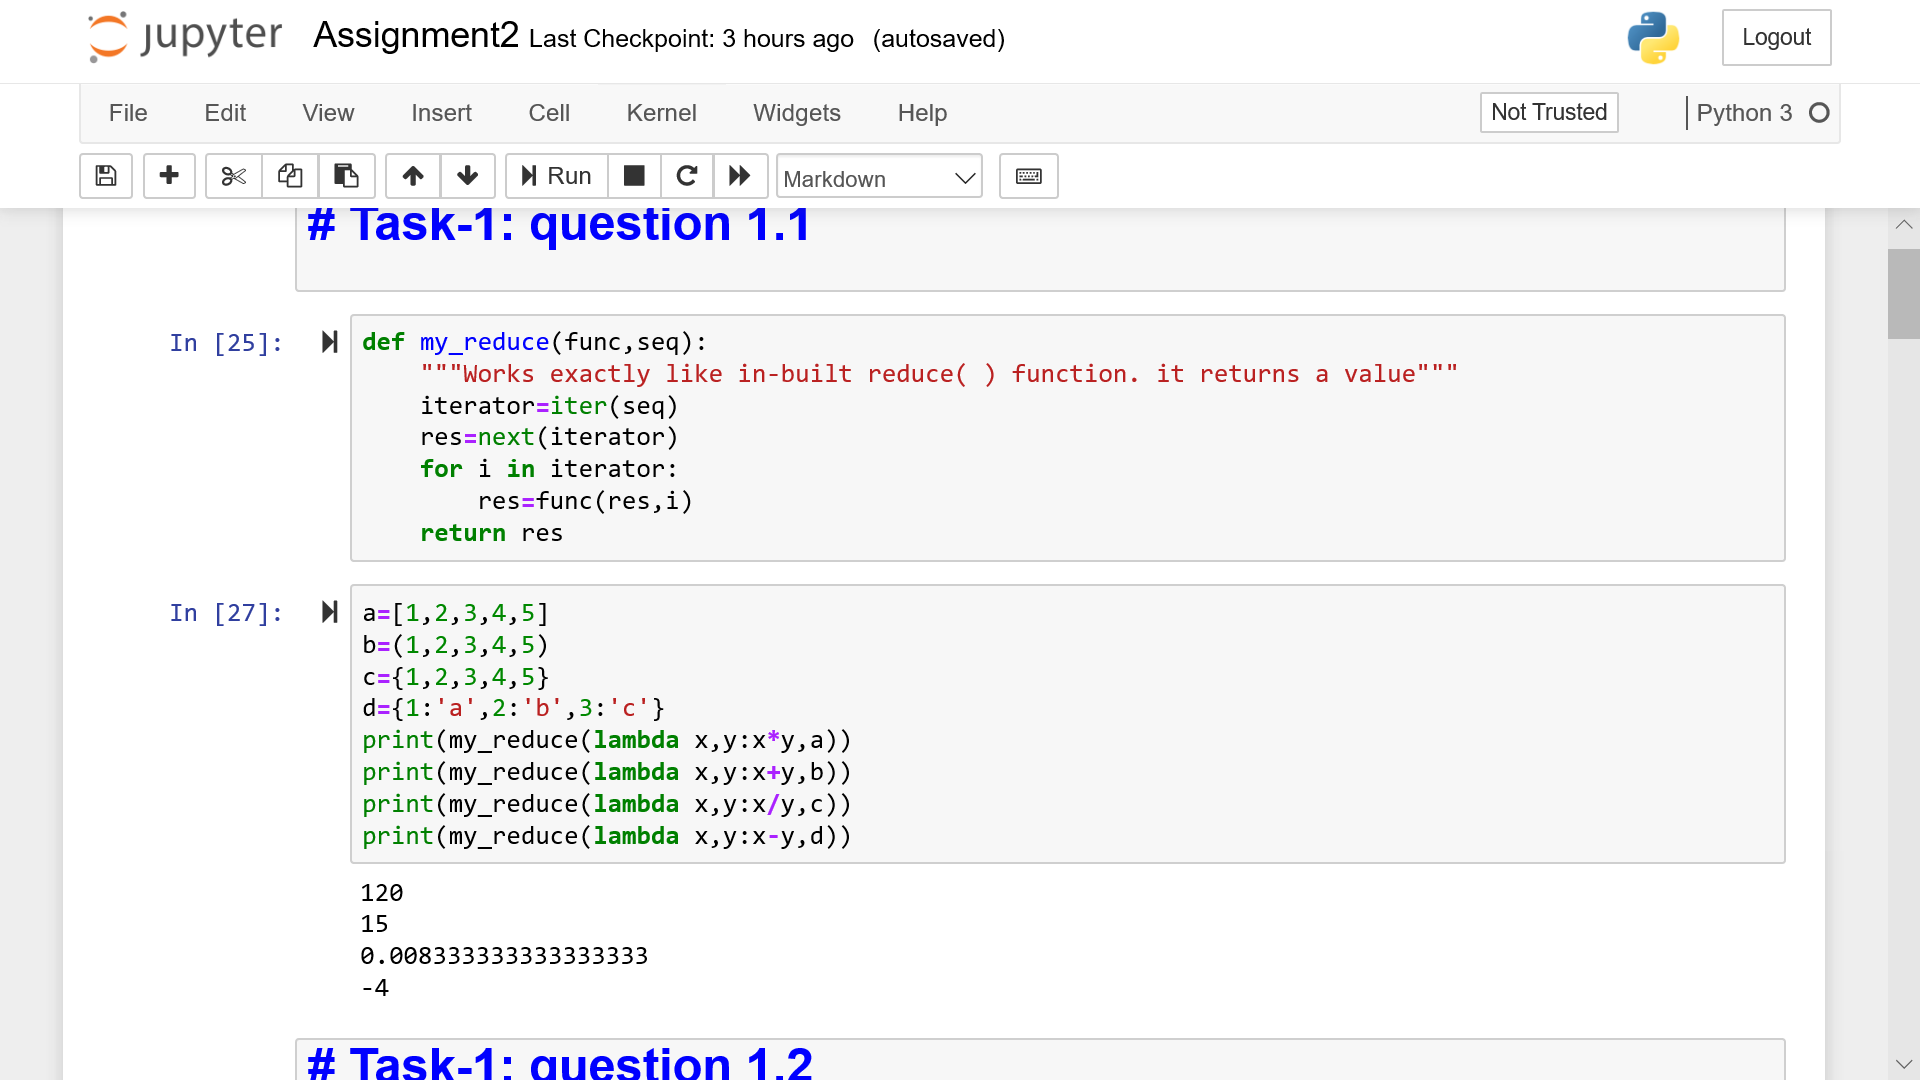 jupyter Assignment2 Last Checkpoint: 3 hours ago (autosaved) Logout
File Edit View Insert Cell Kernel Widgets Help Not Trusted Python 3
Run Markdown
# Task-1: question 1.1
In [25]: def my_reduce(func,seq):
    """Works exactly like in-built reduce( ) function. it returns a value"""
    iterator=iter(seq)
    res=next(iterator)
    for i in iterator:
        res=func(res,i)
    return res
In [27]: a=[1,2,3,4,5]
b=(1,2,3,4,5)
c={1,2,3,4,5}
d={1:'a',2:'b',3:'c'}
print(my_reduce(lambda x,y:x*y,a))
print(my_reduce(lambda x,y:x+y,b))
print(my_reduce(lambda x,y:x/y,c))
print(my_reduce(lambda x,y:x-y,d))
120
15
0.008333333333333333
-4
# Task-1: question 1.2